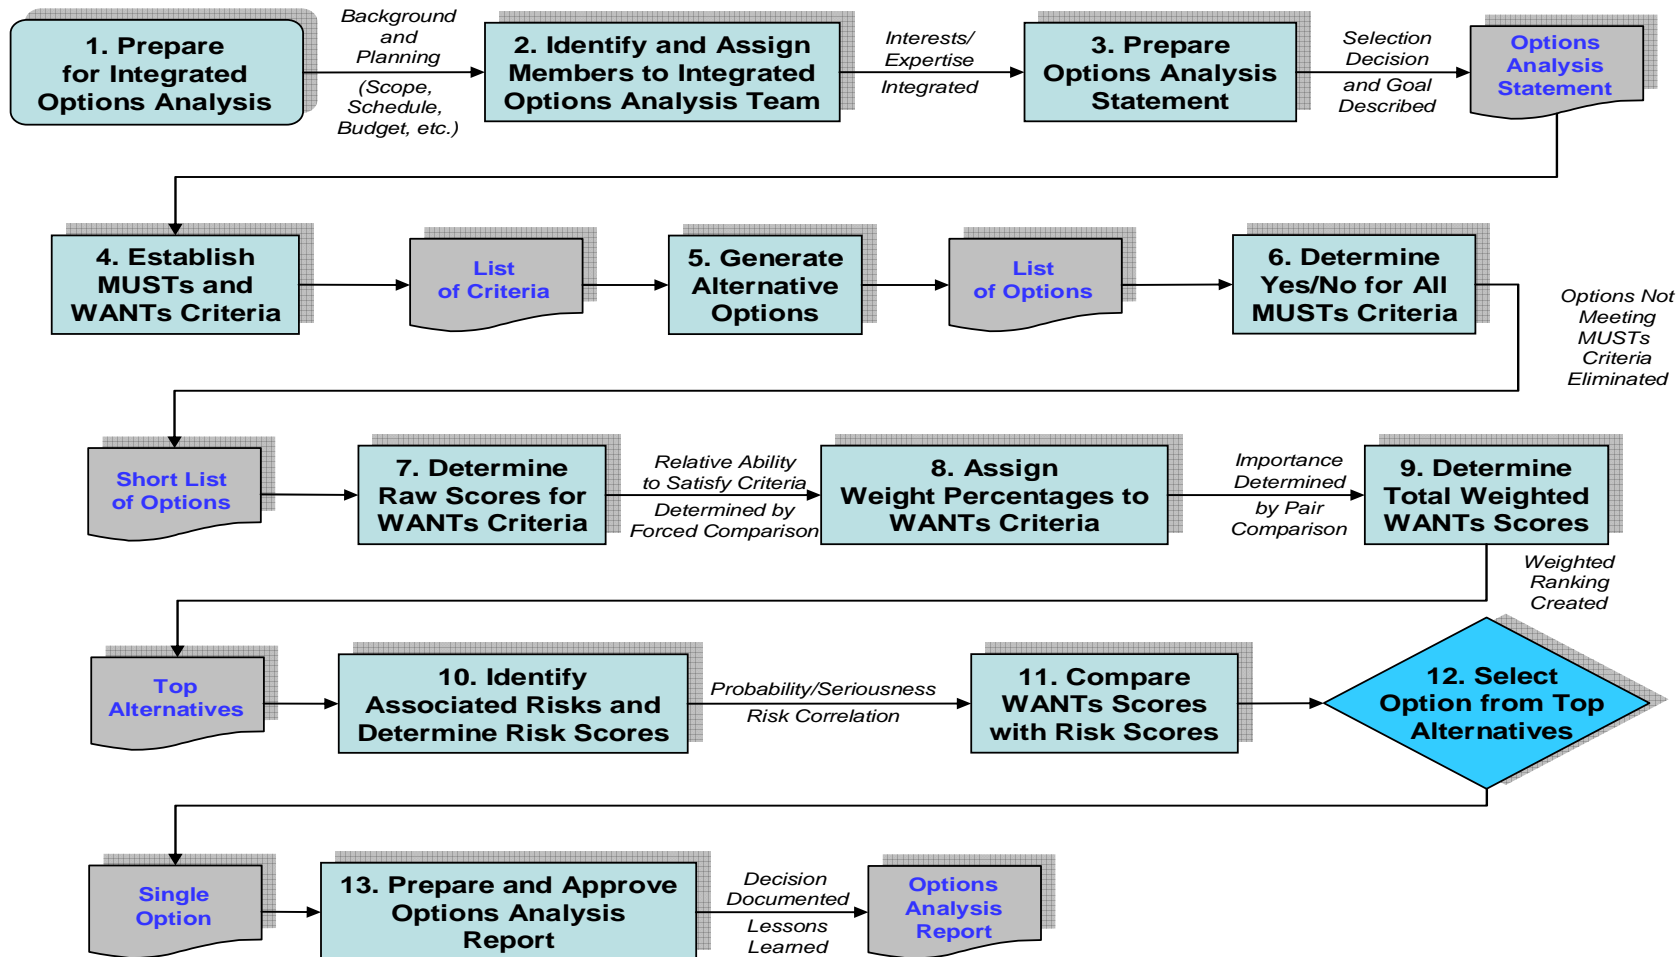 1. Prepare
for Integrated
Options Analysis
Background
and
Planning
(Scope,
Schedule,
Budget, etc.)
2. Identify and Assign
Members to Integrated
Options Analysis Team
Interests/
Expertise
Integrated
3. Prepare
Options Analysis
Statement
Selection
Decision
and Goal
Described
Options
Analysis
Statement
4. Establish
MUSTs and
WANTs Criteria
List
of Criteria
5. Generate
Alternative
Options
List
of Options
6. Determine
Yes/No for All
MUSTs Criteria
Options Not
Meeting
MUSTs
Criteria
Eliminated
Short List
of Options
7. Determine
Raw Scores for
WANTs Criteria
Relative Ability
to Satisfy Criteria
Determined by
Forced Comparison
8. Assign
Weight Percentages to
WANTs Criteria
Importance
Determined
by Pair
Comparison
9. Determine
Total Weighted
WANTs Scores
Weighted
Ranking
Created
Top
Alternatives
10. Identify
Associated Risks and
Determine Risk Scores
Probability/Seriousness
Risk Correlation
11. Compare
WANTs Scores
with Risk Scores
12. Select
Option from Top
Alternatives
Single
Option
13. Prepare and Approve
Options Analysis
Report
Decision
Documented
Lessons
Learned
Options
Analysis
Report